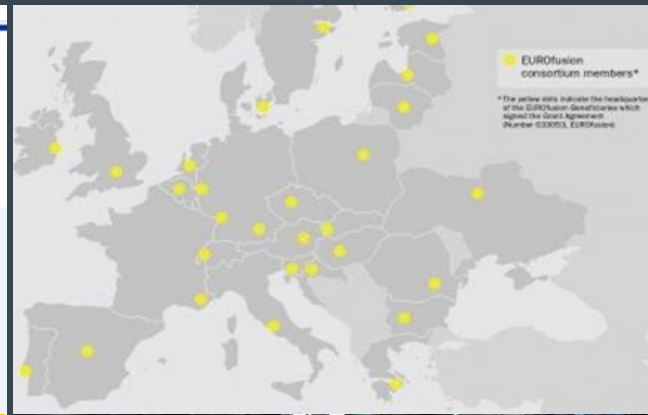 EUROfusion
consortium members*
*The yellow dots indicate the headquarter
of the EUROfusion Beneficiaries which
signed the Grant Agreement
(Number 633053, EUROfusion)